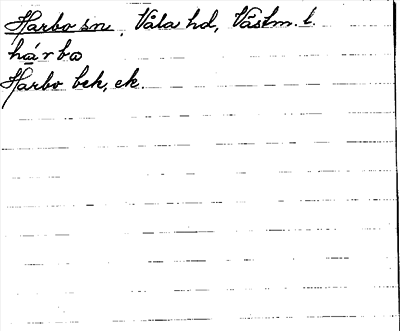 Harbo sn, Våla hd, Västm. l.
hárba
Harbo bek, ek.